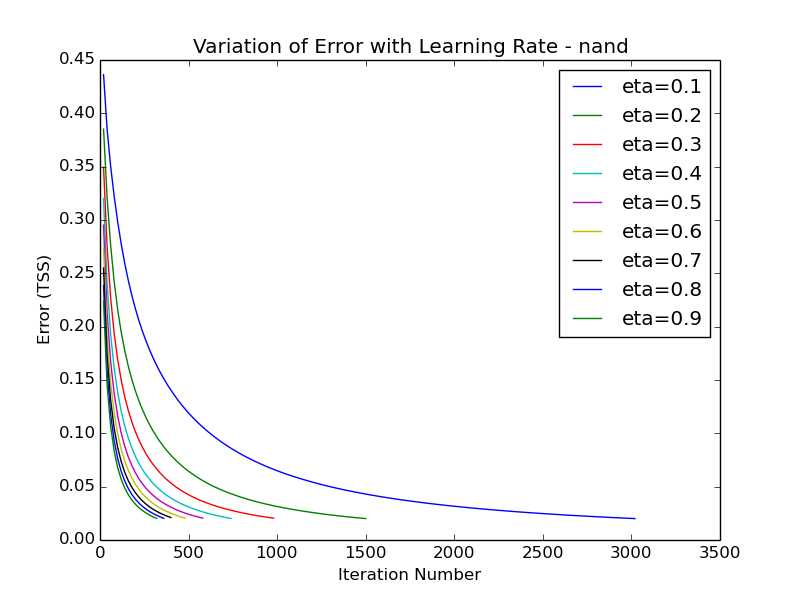 Variation of Error with Learning Rate - nand
0.45
0.40
0.35
0.30
0.25
0.20
0.15
0.10
0.05
0.00
Error (TSS)
eta=0.1
eta=0.2
eta=0.3
eta=0.4
eta=0.5
eta=0.6
eta=0.7
eta=0.8
eta=0.9
0 500 1000 1500 2000 2500 3000 3500
Iteration Number